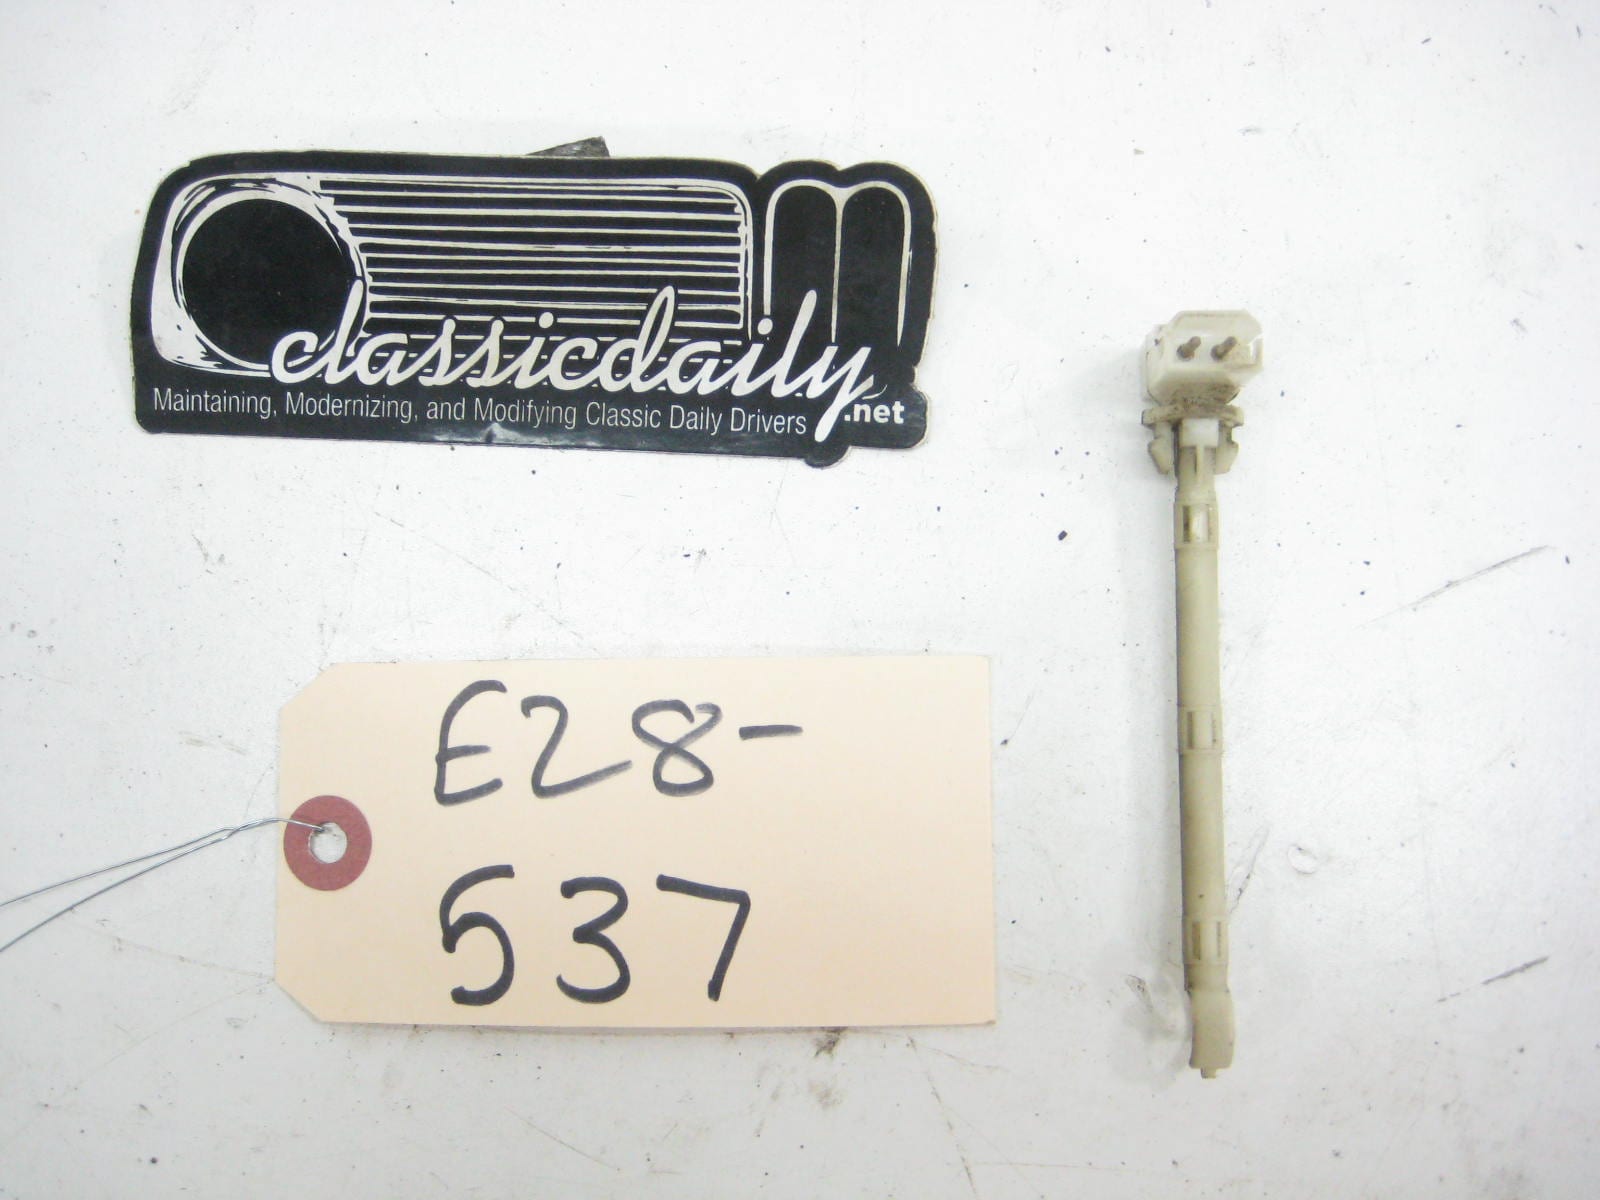 classicdaily
.net
Maintaining, Modernizing, and Modifying Classic Daily Drivers
E28-
537